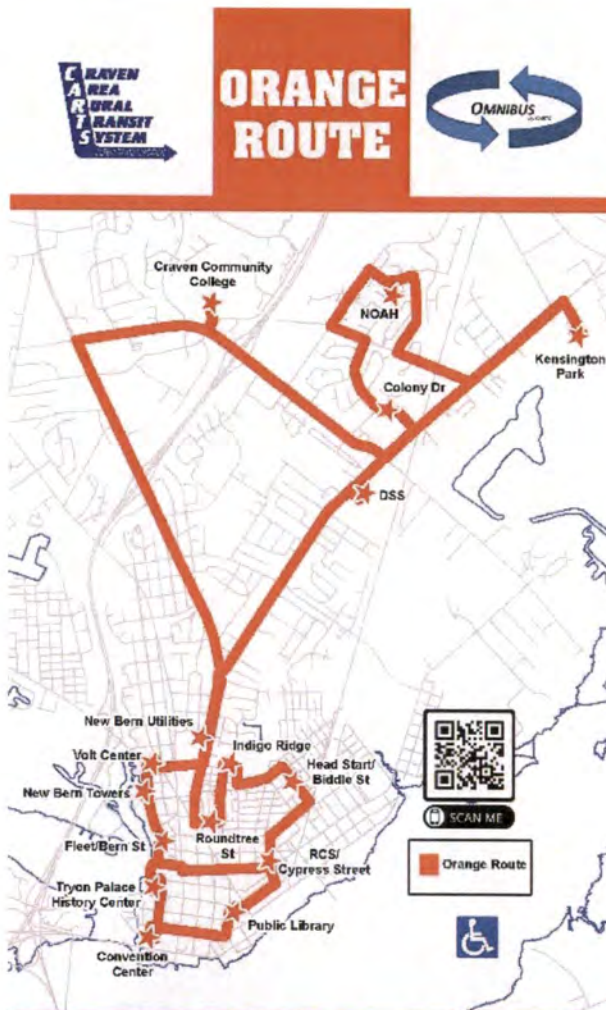 CRAVEN
AREA
RURAL
TRANSIT
SYSTEM
ORANGE
ROUTE
OMNIBUS
Craven Community
College
NOAH
Kensington
Park
Colony Dr
DSS
New Bern Utilities
Indigo Ridge
Volt Center
Head Start/
Biddle St
New Bern Towers
SCAN ME
Fleet/Bern St
Roundtree
St
RCS/
Cypress Street
Orange Route
Tryon Palace
History Center
Public Library
Convention
Center